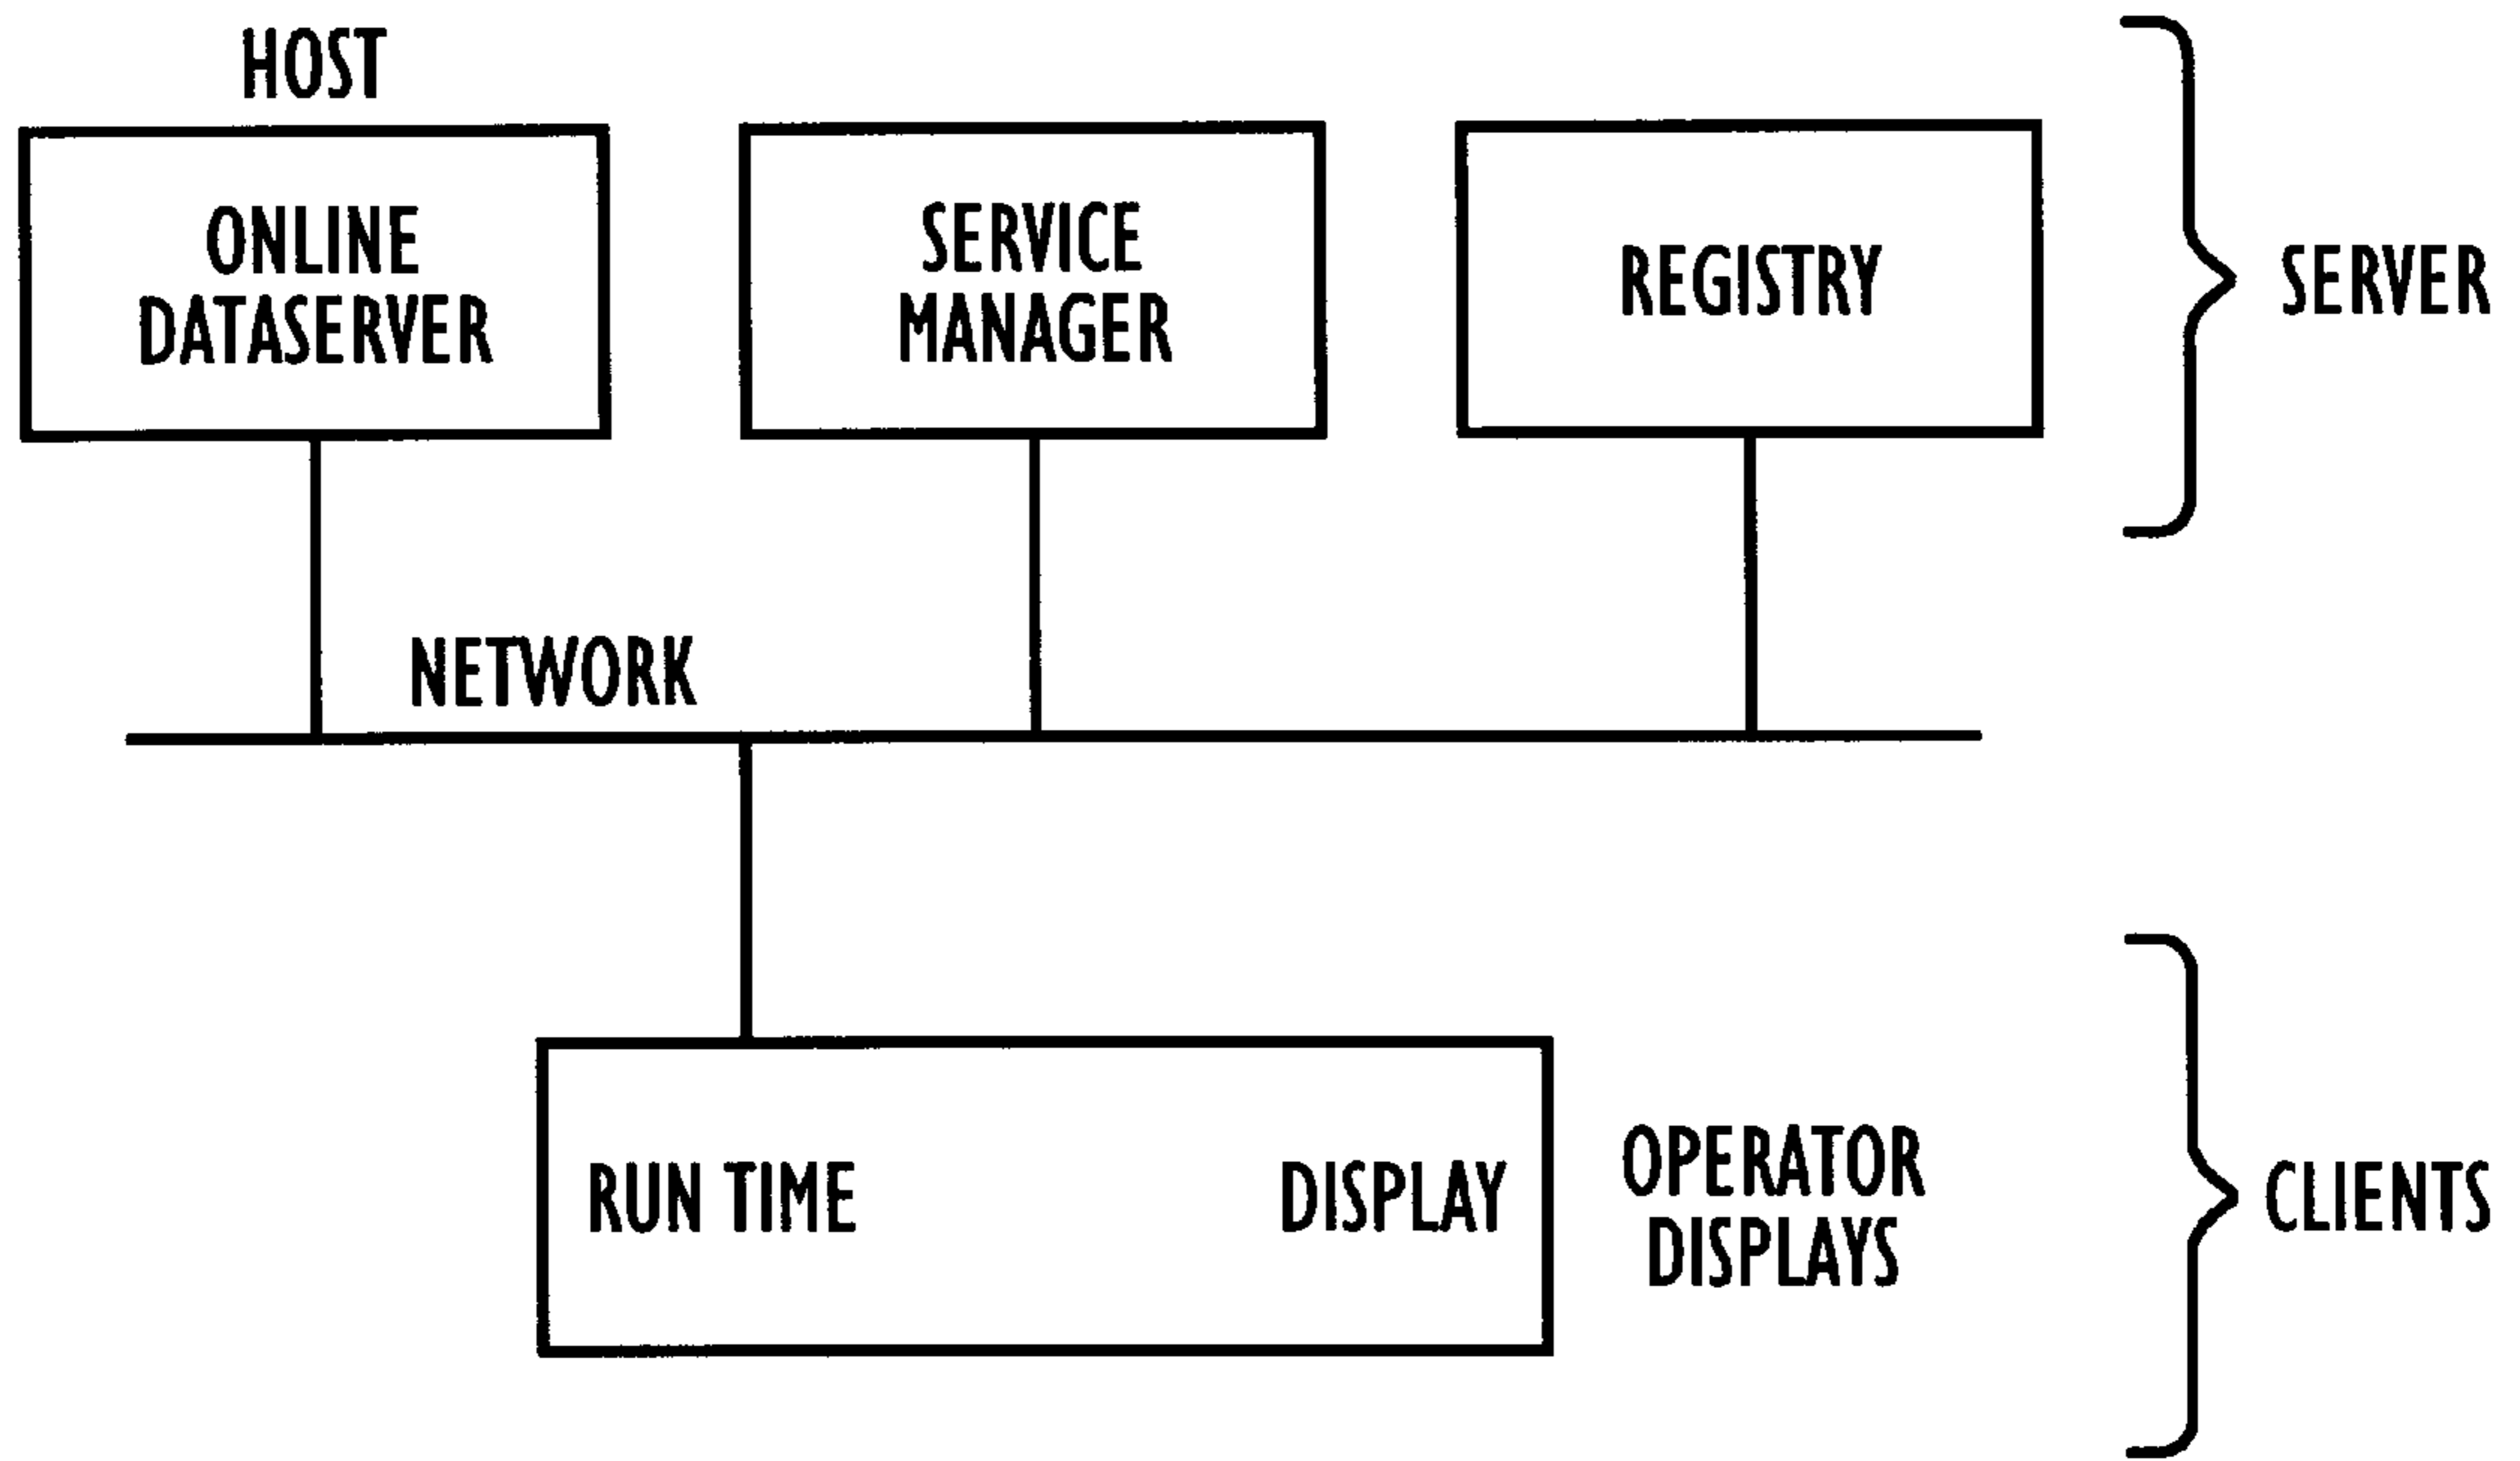 HOST
ONLINE
DATASERVER
SERVICE
MANAGER
REGISTRY
SERVER
NETWORK
RUN TIME
DISPLAY
OPERATOR
DISPLAYS
CLIENTS